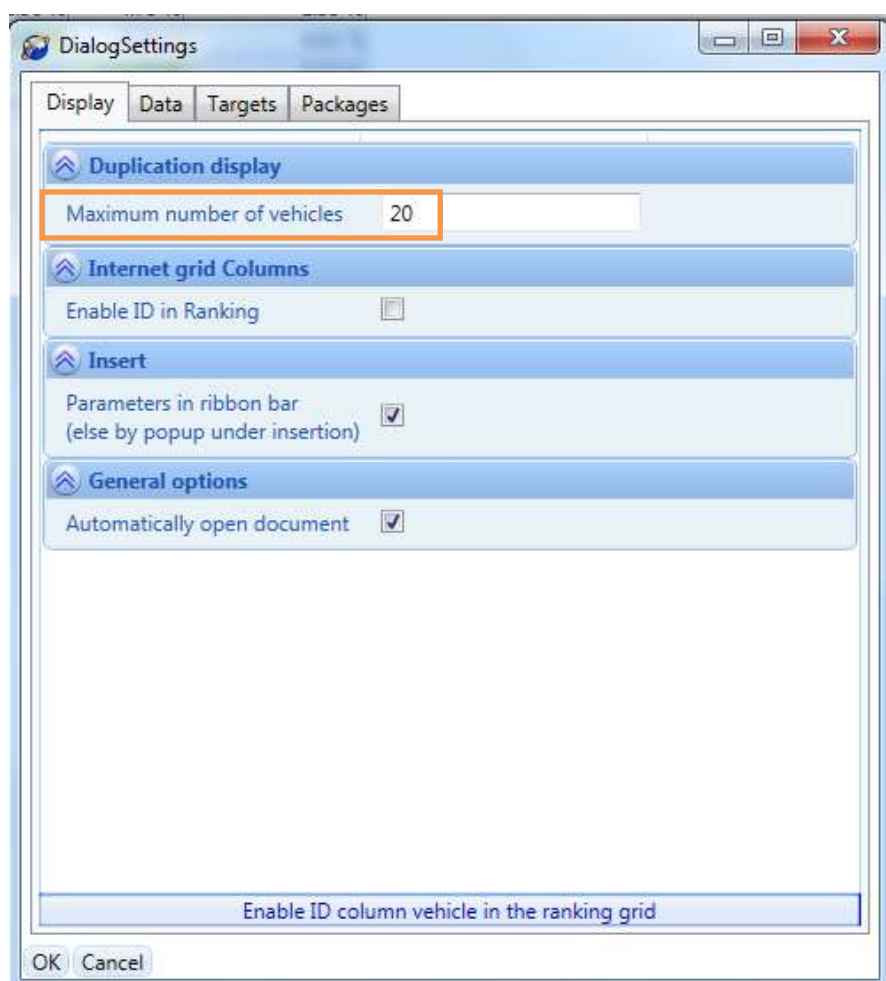 DialogSettings
Display Data Targets Packages
Duplication display
Maximum number of vehicles 20
Internet grid Columns
Enable ID in Ranking
Insert
Parameters in ribbon bar
(else by popup under insertion)
General options
Automatically open document
Enable ID column vehicle in the ranking grid
OK Cancel